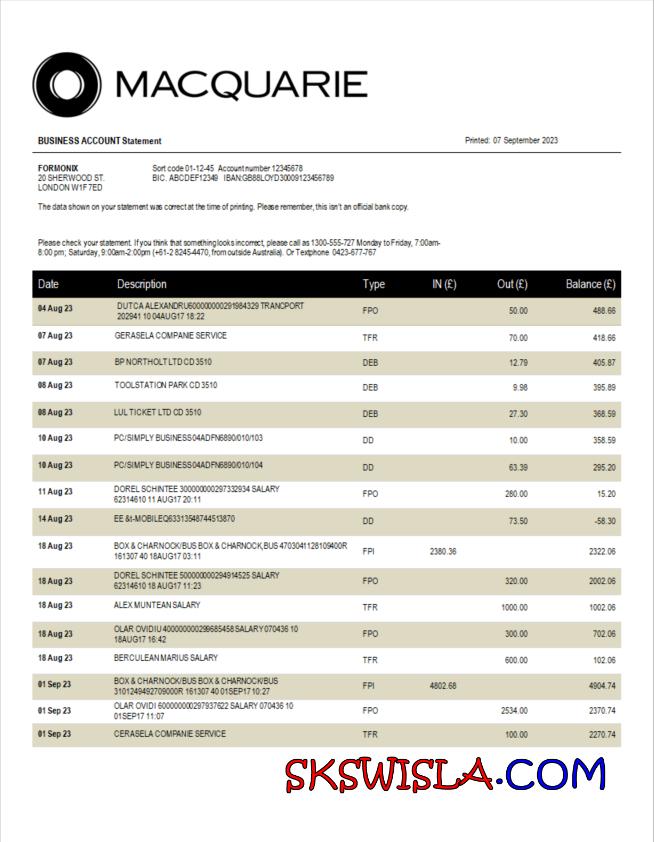 MACQUARIE
BUSINESS ACCOUNT Statement Printed: 07 September 2023
FORMONIX Sort code 01-12-45 Account number 12345678
20 SHERWOOD ST. BIC. ABCDEF12349 IBAN:GB88LOYD30009123456789
LONDON W1F 7ED
The data shown on your statement was correct at the time of printing. Please remember, this isn't an official bank copy.
Please check your statement. If you think that something looks incorrect, please call as 1300-555-727 Monday to Friday, 7:00am-
8:00 pm; Saturday, 9:00am-2:00pm (+61-2 8245-4470, from outside Australia). Or Textphone 0423-677-767
Date Description Type IN (£) Out (£) Balance (£)
04 Aug 23 DUTCA ALEXANDRU600000000291984329 TRANCPORT FPO 50.00 488.66
202941 10 04AUG17 18:22
07 Aug 23 GERASELA COMPANIE SERVICE TFR 70.00 418.66
07 Aug 23 BP NORTHOLT LTD CD 3510 DEB 12.79 405.87
08 Aug 23 TOOLSTATION PARK CD 3510 DEB 9.98 395.89
08 Aug 23 LUL TICKET LTD CD 3510 DEB 27.30 368.59
10 Aug 23 PC/SIMPLY BUSINESS04ADFN6890/010/103 DD 10.00 358.59
10 Aug 23 PC/SIMPLY BUSINESS04ADFN6890/010/104 DD 63.39 295.20
11 Aug 23 DOREL SCHINTEE 300000000297332934 SALARY FPO 280.00 15.20
62314610 11 AUG17 20:11
14 Aug 23 EE &t-MOBILEQ63313548744513870 DD 73.50 -58.30
18 Aug 23 BOX & CHARNOCK/BUS BOX & CHARNOCK,BUS 4703041128109400R FPI 2380.36 2322.06
161307 40 18AUG17 03:11
18 Aug 23 DOREL SCHINTEE 500000000294914525 SALARY FPO 320.00 2002.06
62314610 18 AUG17 11:23
18 Aug 23 ALEX MUNTEAN SALARY TFR 1000.00 1002.06
18 Aug 23 OLAR OVIDIU 400000000299685458 SALARY 070436 10 FPO 300.00 702.06
18AUG17 16:42
18 Aug 23 BERCULEAN MARIUS SALARY TFR 600.00 102.06
01 Sep 23 BOX & CHARNOCK/BUS BOX & CHARNOCK/BUS FPI 4802.68 4904.74
3101249492709000R 161307 40 01SEP17 10:27
01 Sep 23 OLAR OVIDI 600000000297937622 SALARY 070436 10 FPO 2534.00 2370.74
01SEP17 11:07
01 Sep 23 CERASELA COMPANIE SERVICE TFR 100.00 2270.74
SKSWISLA.COM